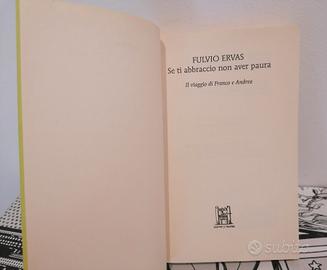 FULVIO ERVAS
Se ti abbraccio non aver paura
Il viaggio di Franco e Andrea
subito